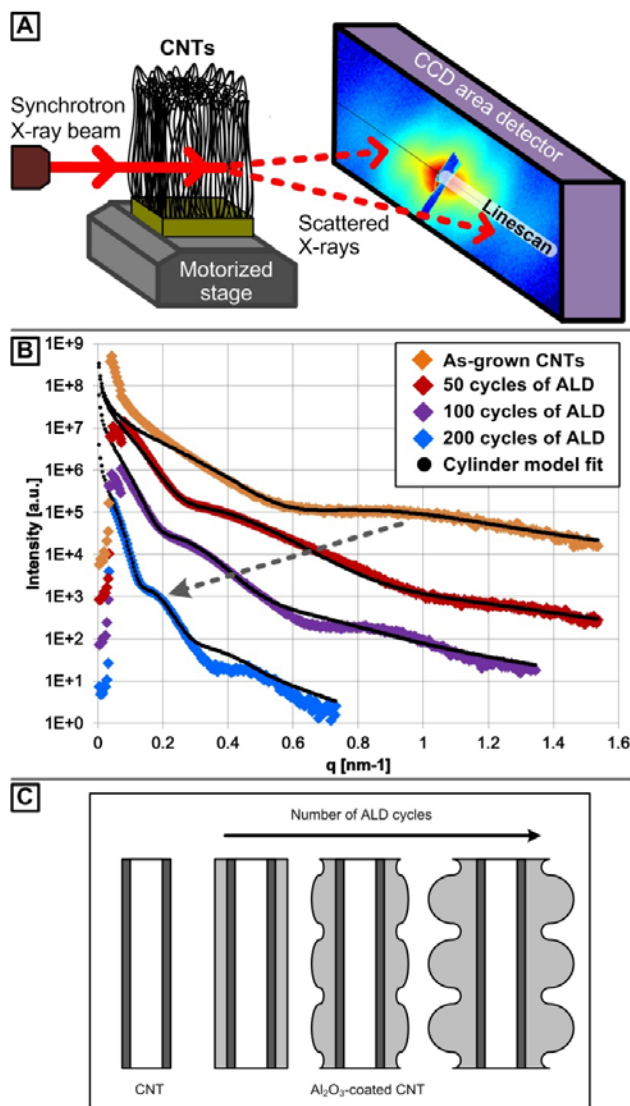 A
CNTs
Synchrotron
X-ray beam
CCD area detector
Linescan
Scattered
X-rays
Motorized
stage
B
1E+9
1E+8
1E+7
1E+6
1E+5
1E+4
1E+3
1E+2
1E+1
1E+0
Intensity [a.u.]
As-grown CNTs
50 cycles of ALD
100 cycles of ALD
200 cycles of ALD
Cylinder model fit
0 0.2 0.4 0.6 0.8 1 1.2 1.4 1.6
q [nm-1]
C
Number of ALD cycles
CNT
Al₂O₃-coated CNT